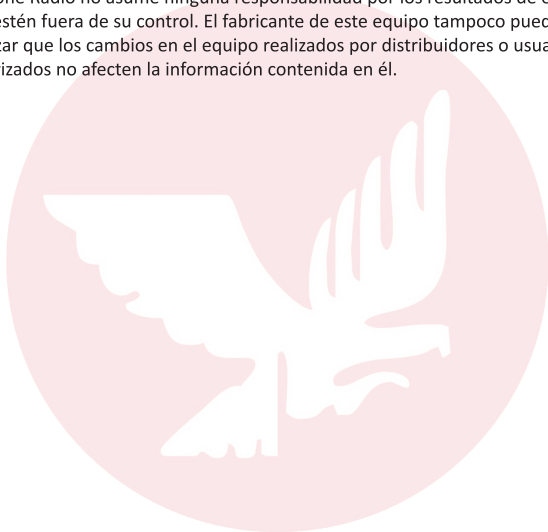 one Radio no asume ninguna responsabilidad por los resultados de
estén fuera de su control. El fabricante de este equipo tampoco
que los cambios en el equipo realizados por distribuidores o
no afecten la información contenida en él.